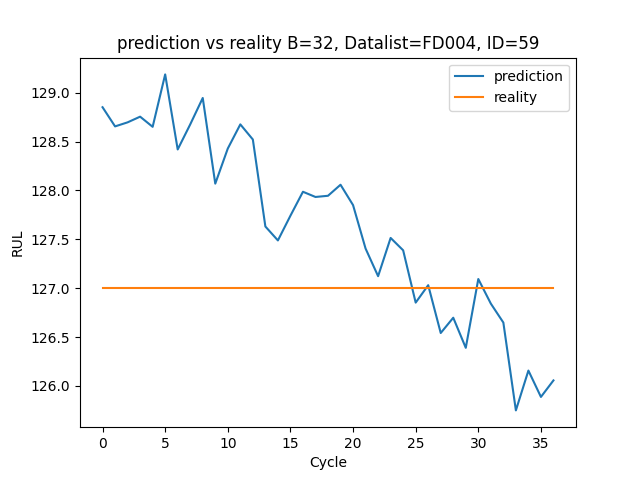 prediction vs reality B=32, Datalist=FD004, ID=59
prediction
reality
RUL
129.0
128.5
128.0
127.5
127.0
126.5
126.0
0 5 10 15 20 25 30 35
Cycle